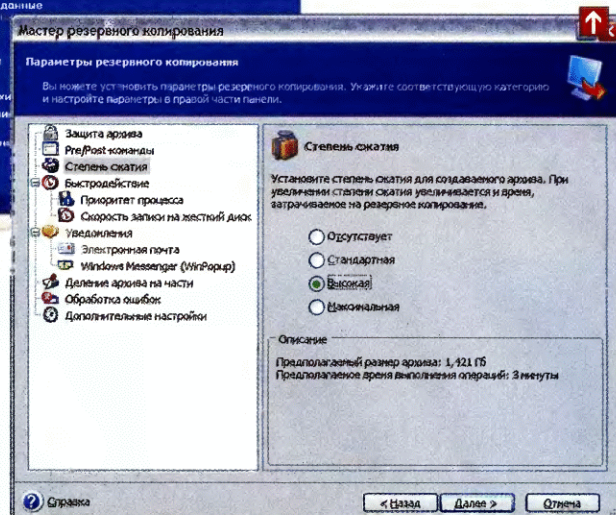 данные
Мастер резервного копирования
Параметры резервного копирования
Вы можете установить параметры резервного копирования. Укажите соответствующую категорию
и настройте параметры в правой части панели.
Защита архива
Pre/Post-команды
Степень сжатия
Быстродействие
Приоритет процесса
Скорость записи на жесткий диск
Уведомления
Электронная почта
Windows Messenger (WinPopup)
Деление архива на части
Обработка ошибок
Дополнительные настройки
Степень сжатия
Установите степень сжатия для создаваемого архива. При
увеличении степени сжатия увеличивается и время,
затрачиваемое на резервное копирование.
Отсутствует
Стандартная
Высокая
Максимальная
Описание
Предполагаемый размер архива: 1,421 Гб
Предполагаемое время выполнения операций: 3 минуты
Справка
< Назад
Далее >
Отмена